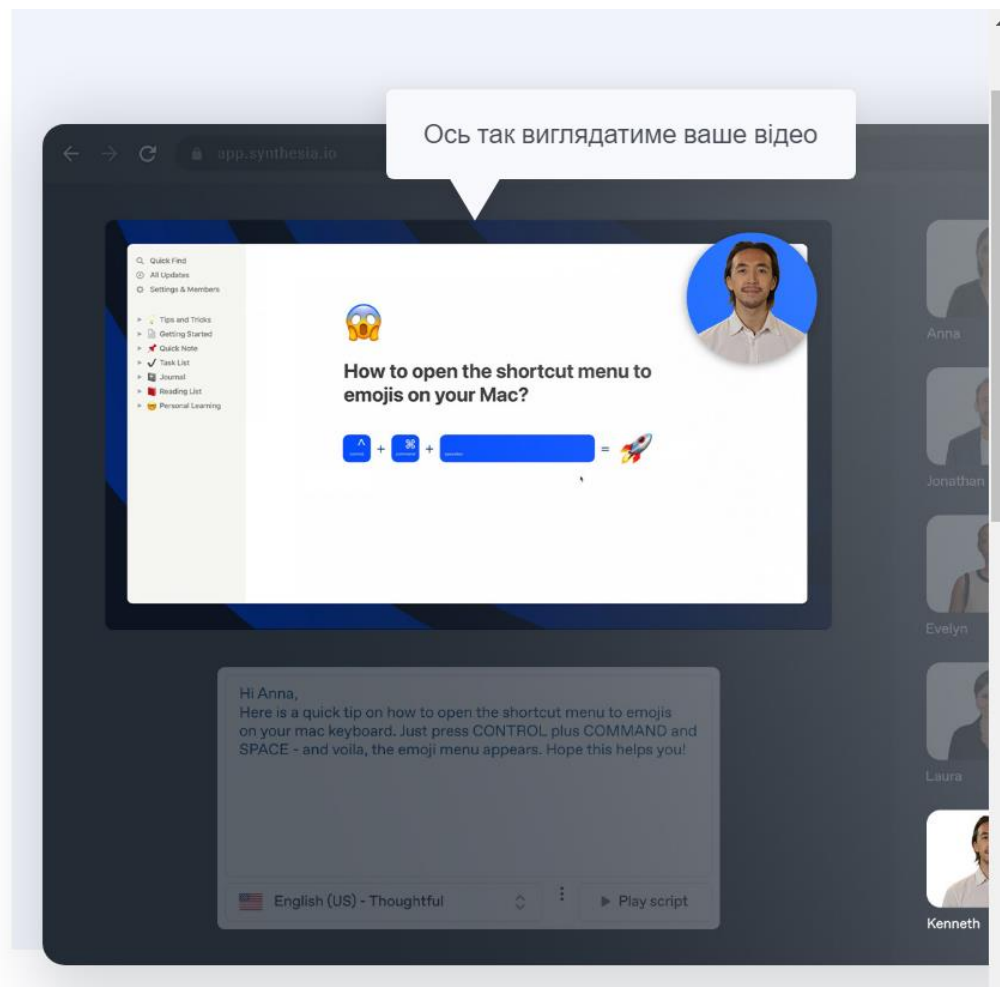 Ось так виглядатиме ваше відео
app.synthesia.io
Quick Find
All Updates
Settings & Members
Tips and Tricks
Getting Started
Quick Note
Task List
Journal
Reading List
Personal Learning
How to open the shortcut menu to
emojis on your Mac?
^ + ⌘ + =
control command
Hi Anna,
Here is a quick tip on how to open the shortcut menu to emojis
on your mac keyboard. Just press CONTROL plus COMMAND and
SPACE - and voila, the emoji menu appears. Hope this helps you!
English (US) - Thoughtful
Play script
Anna
Jonathan
Evelyn
Laura
Kenneth